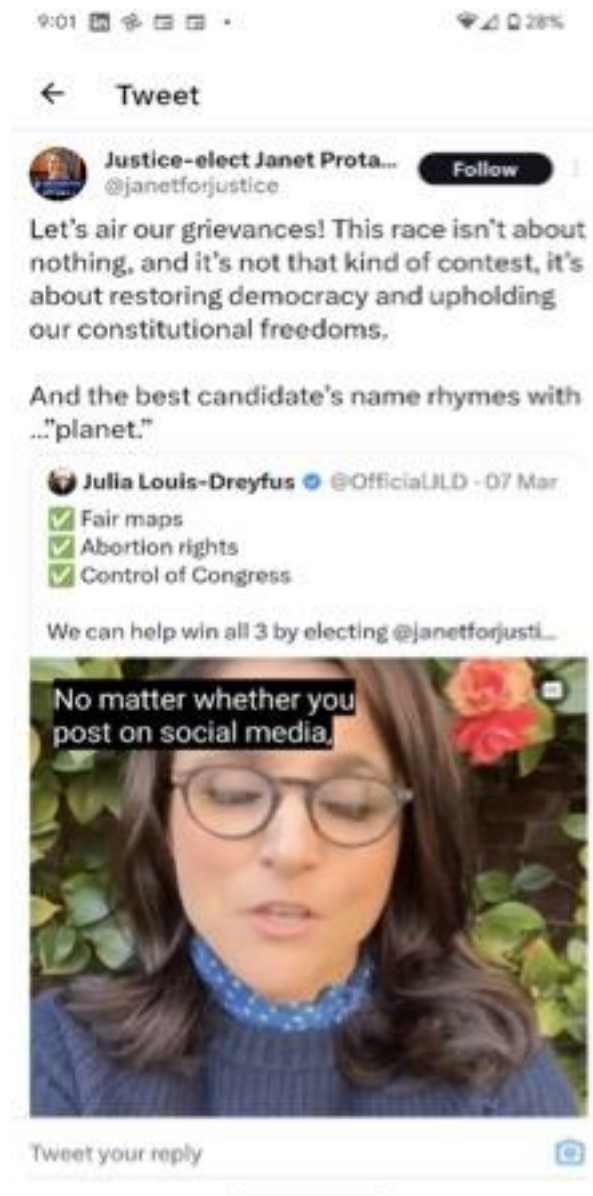 9:01
28%
Tweet
Justice-elect Janet Prota...
Follow
@janetforjustice
Let's air our grievances! This race isn't about
nothing, and it's not that kind of contest, it's
about restoring democracy and upholding
our constitutional freedoms.
And the best candidate's name rhymes with
..."planet."
Julia Louis-Dreyfus @OfficialJLD · 07 Mar
✅ Fair maps
✅ Abortion rights
✅ Control of Congress
We can help win all 3 by electing @janetforjusti...
No matter whether you
post on social media,
Tweet your reply